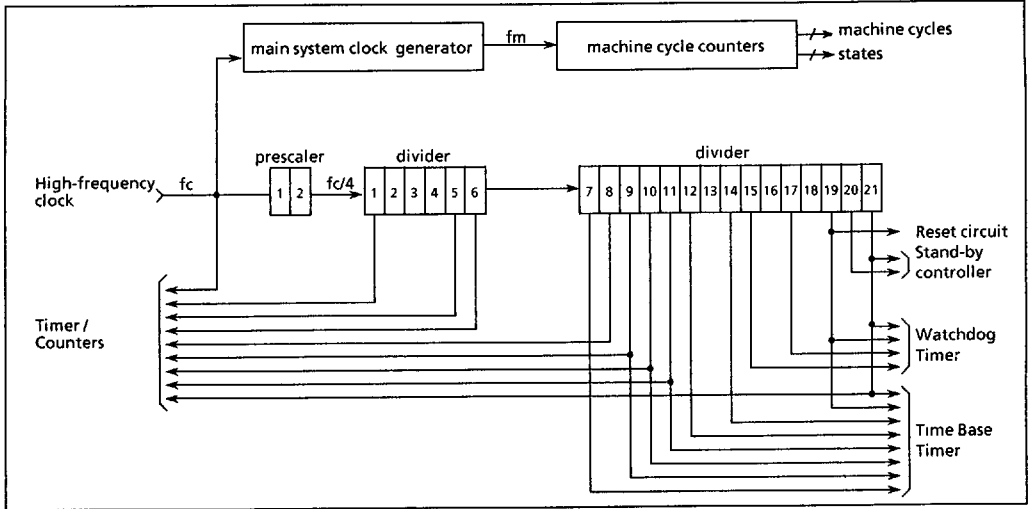 main system clock generator
fm
machine cycle counters
machine cycles
states
prescaler
divider
divider
High-frequency
clock
fc
1 2
fc/4
1 2 3 4 5 6
7 8 9 10 11 12 13 14 15 16 17 18 19 20 21
Reset circuit
Stand-by
controller
Timer /
Counters
Watchdog
Timer
Time Base
Timer